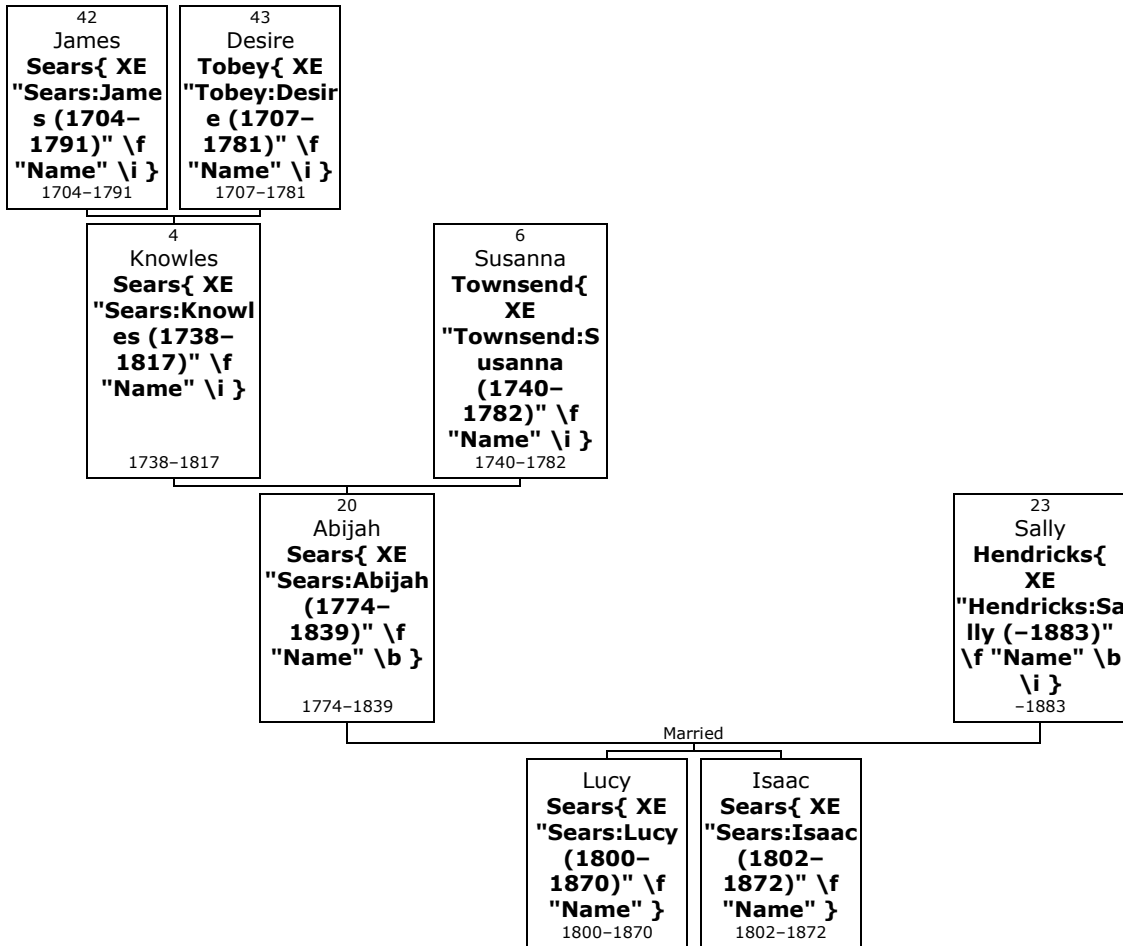 42
James
Sears{ XE
"Sears:Jame
s (1704–
1791)" \f
"Name" \i }
1704–1791
43
Desire
Tobey{ XE
"Tobey:Desir
e (1707–
1781)" \f
"Name" \i }
1707–1781
4
Knowles
Sears{ XE
"Sears:Knowl
es (1738–
1817)" \f
"Name" \i }
1738–1817
6
Susanna
Townsend{
XE
"Townsend:S
usanna
(1740–
1782)" \f
"Name" \i }
1740–1782
20
Abijah
Sears{ XE
"Sears:Abijah
(1774–
1839)" \f
"Name" \b }
1774–1839
23
Sally
Hendricks{
XE
"Hendricks:Sa
lly (–1883)"
\f "Name" \b
\i }
–1883
Married
Lucy
Sears{ XE
"Sears:Lucy
(1800–
1870)" \f
"Name" }
1800–1870
Isaac
Sears{ XE
"Sears:Isaac
(1802–
1872)" \f
"Name" }
1802–1872